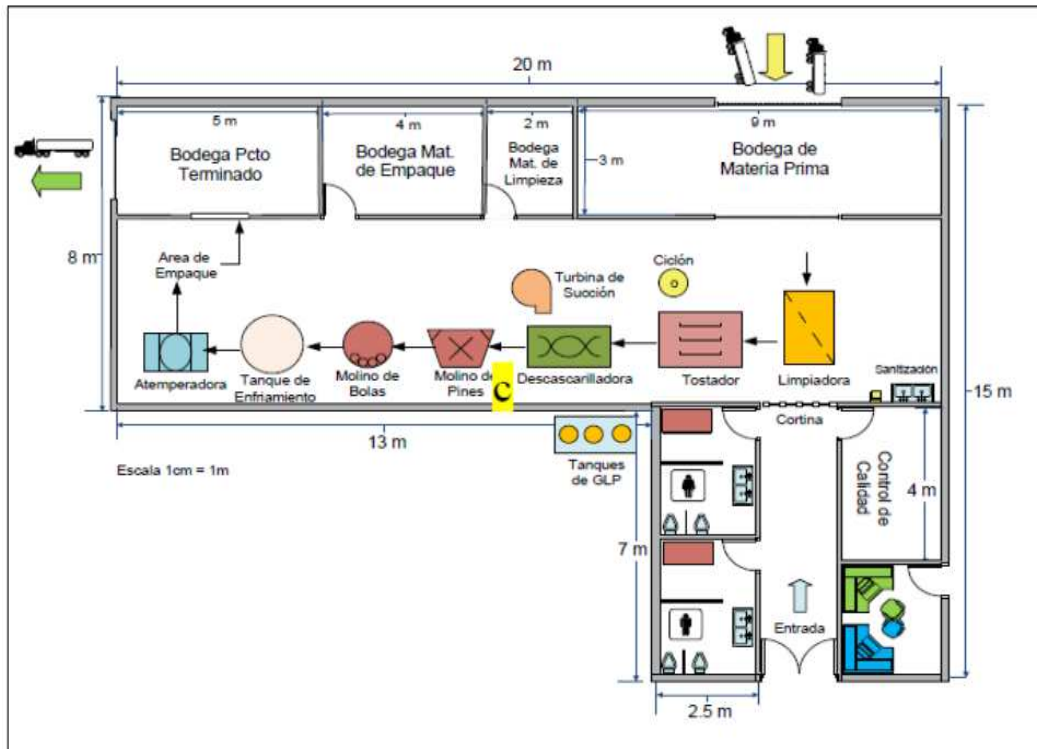 20 m
5 m
4 m
2 m
9 m
Bodega Pcto
Terminado
Bodega Mat.
de Empaque
Bodega
Mat. de
Limpieza
3 m
Bodega de
Materia Prima
8 m
Area de
Empaque
Turbina de
Succión
Ciclón
Atemperadora
Tanque de
Enfriamiento
Molino de
Bolas
Molino de
Pines
C
Descascarilladora
Tostador
Limpiadora
Sanitización
15 m
13 m
Cortina
Escala 1cm = 1m
Tanques
de GLP
Control de
Calidad
4 m
7 m
Entrada
2.5 m